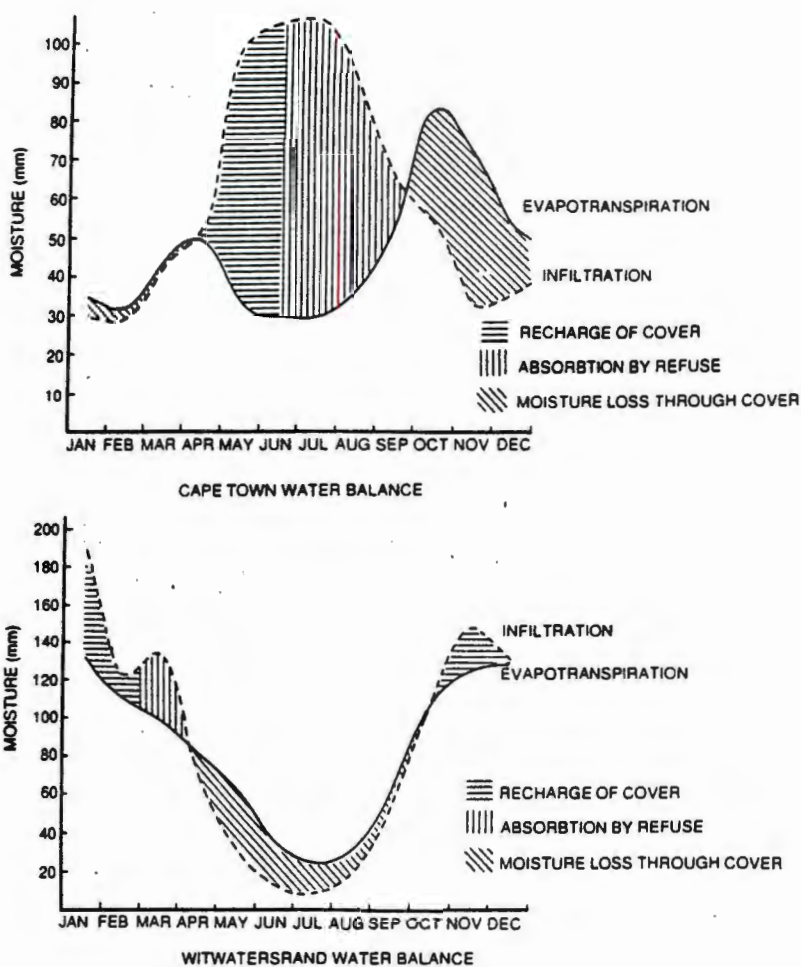 100
90
80
70
60
50
40
30
20
10
MOISTURE (mm)
EVAPOTRANSPIRATION
INFILTRATION
RECHARGE OF COVER
ABSORBTION BY REFUSE
MOISTURE LOSS THROUGH COVER
JAN FEB MAR APR MAY JUN JUL AUG SEP OCT NOV DEC
CAPE TOWN WATER BALANCE
200
180
160
140
120
100
80
60
40
20
MOISTURE (mm)
INFILTRATION
EVAPOTRANSPIRATION
RECHARGE OF COVER
ABSORBTION BY REFUSE
MOISTURE LOSS THROUGH COVER
JAN FEB MAR APR MAY JUN JUL AUG SEP OCT NOV DEC
WITWATERSRAND WATER BALANCE